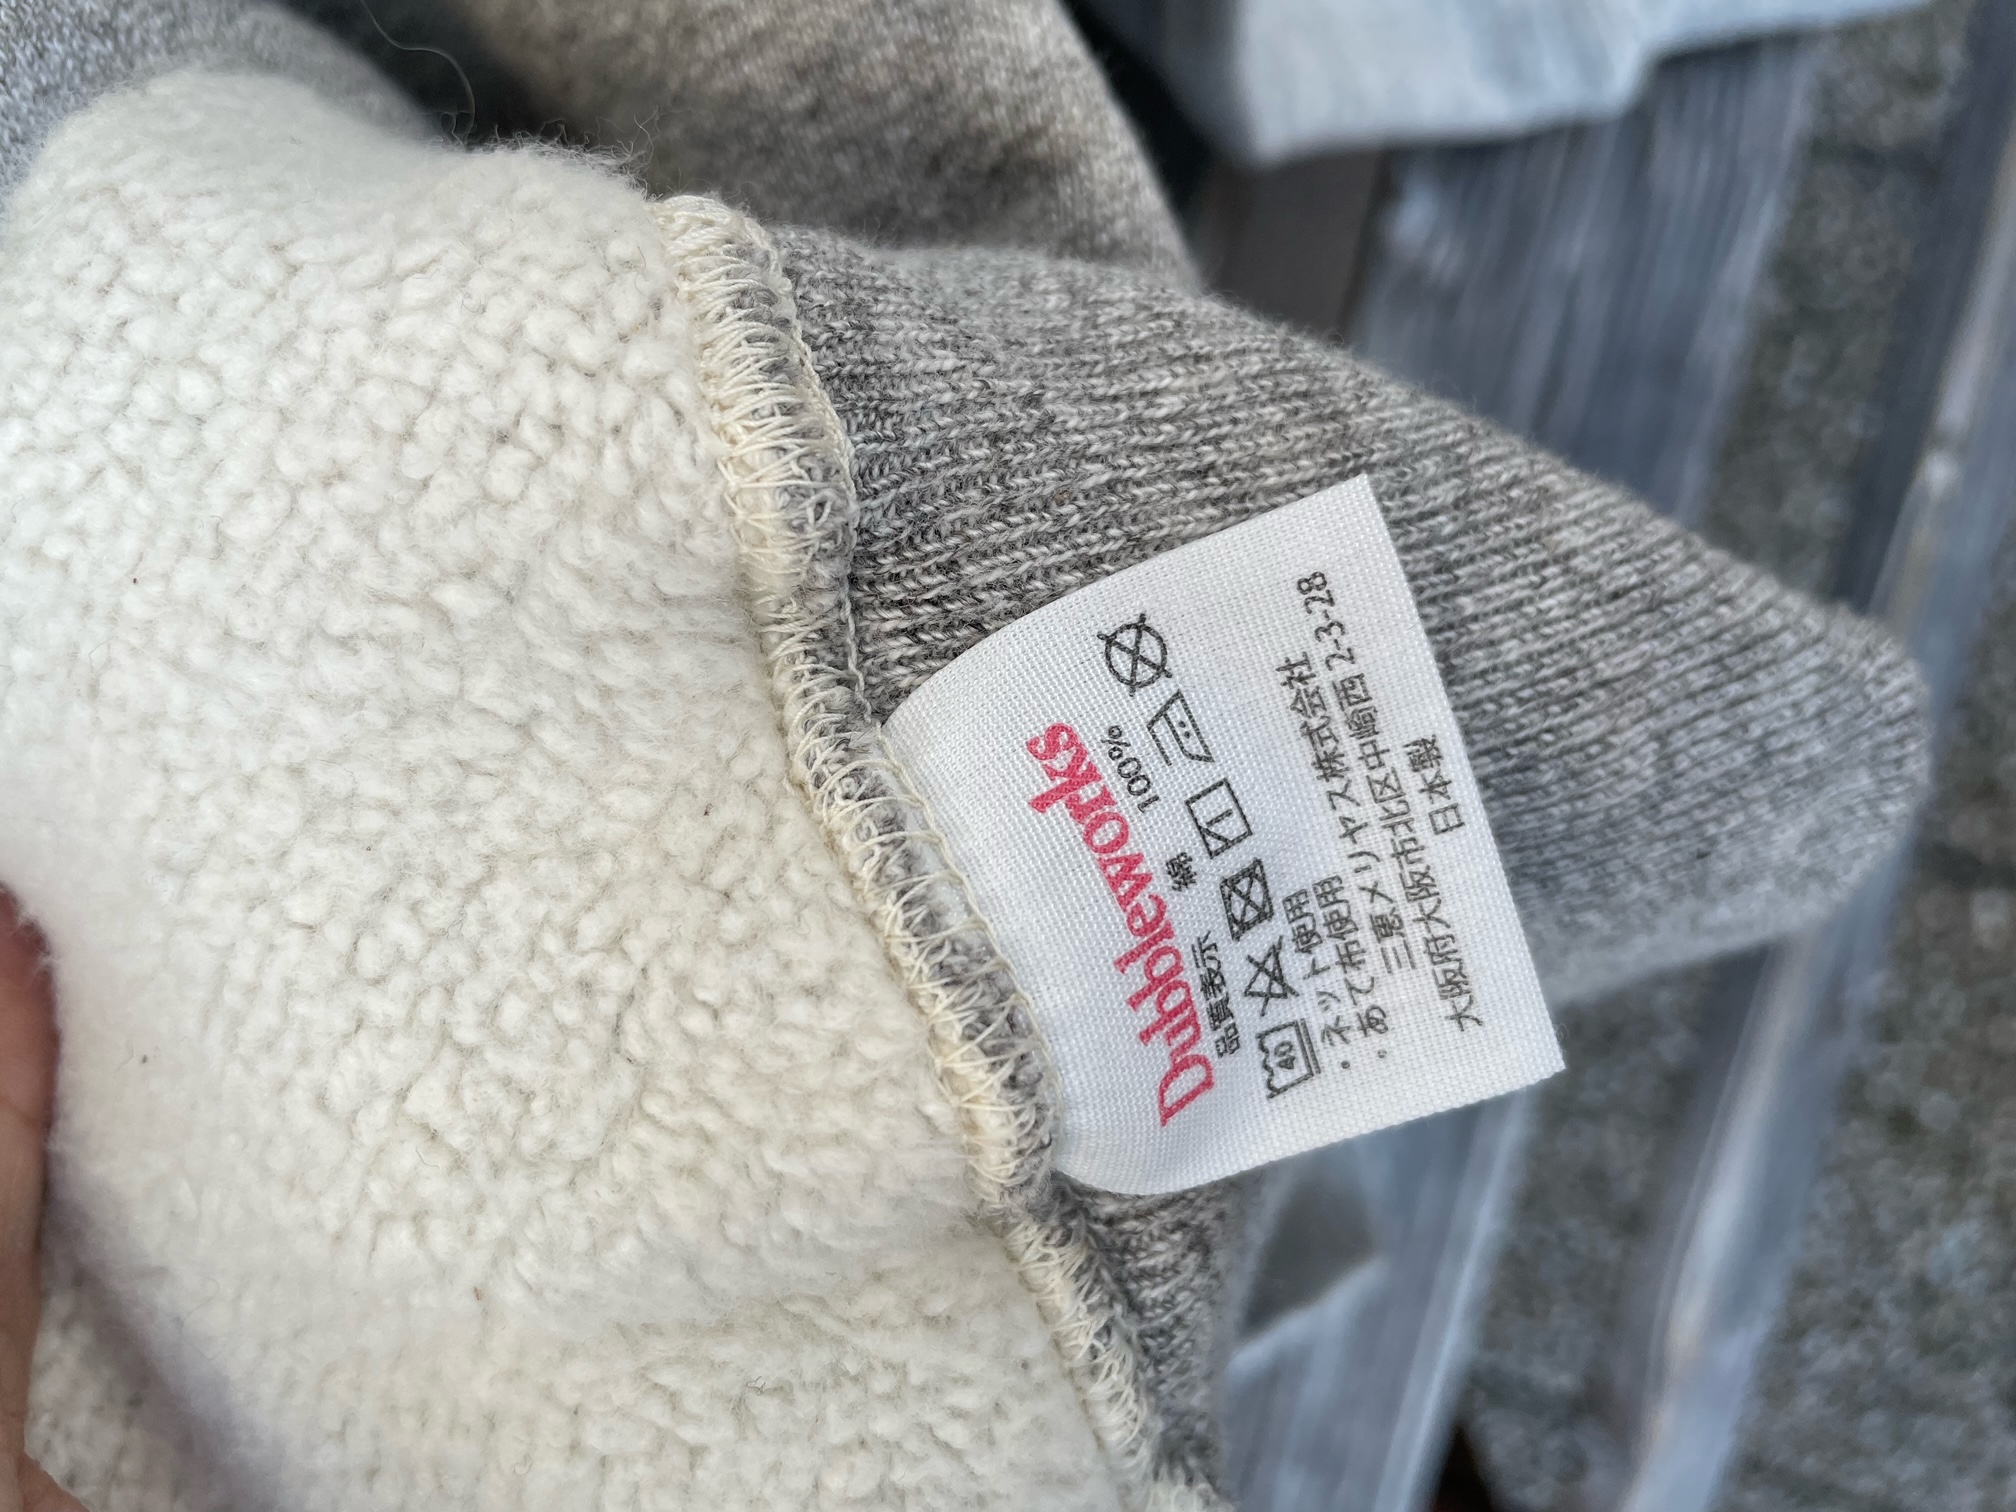 Dubbleworks
品質表示
綿 100%
40
・ネット使用
・あて布使用
三惠メリヤス株式会社
大阪府大阪市北区中崎西 2-3-28
日本製